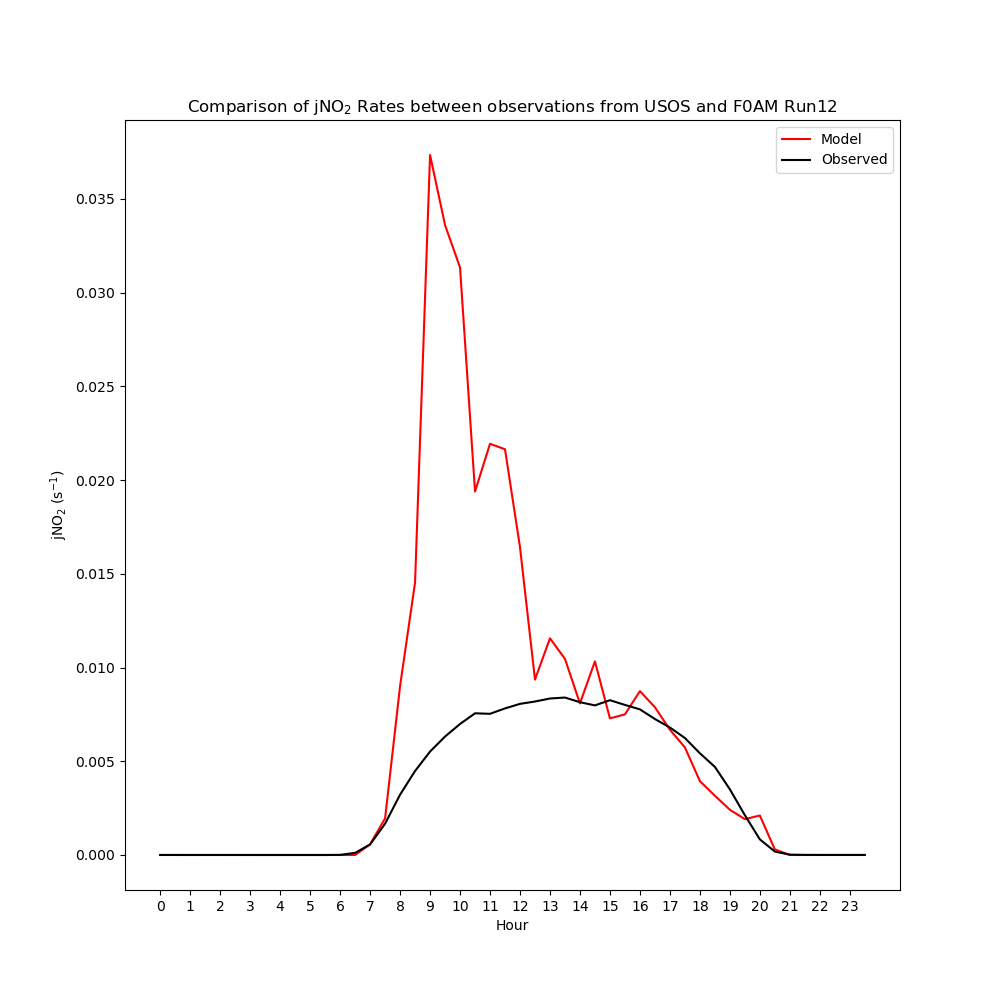 Comparison of jNO₂ Rates between observations from USOS and F0AM Run12
Model
Observed
0.035
0.030
0.025
0.020
0.015
0.010
0.005
0.000
jNO₂ (s⁻¹)
0 1 2 3 4 5 6 7 8 9 10 11 12 13 14 15 16 17 18 19 20 21 22 23
Hour